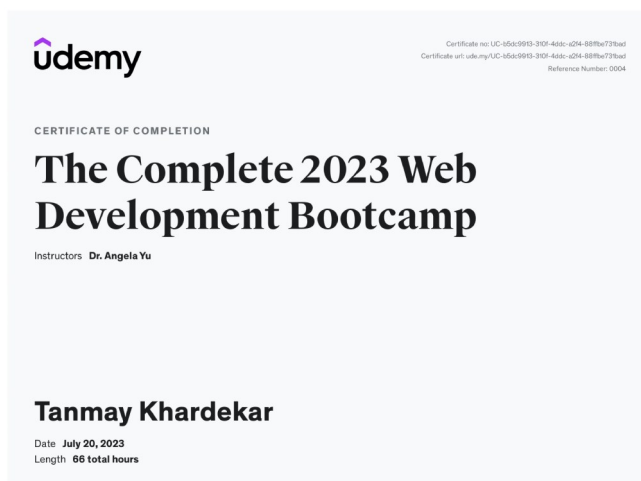 udemy
Certificate no: UC-b5dc9913-310f-4ddc-a2f4-88ffbe731bad
Certificate url: ude.my/UC-b5dc9913-310f-4ddc-a2f4-88ffbe731bad
Reference Number: 0004
CERTIFICATE OF COMPLETION
The Complete 2023 Web
Development Bootcamp
Instructors Dr. Angela Yu
Tanmay Khardekar
Date July 20, 2023
Length 66 total hours